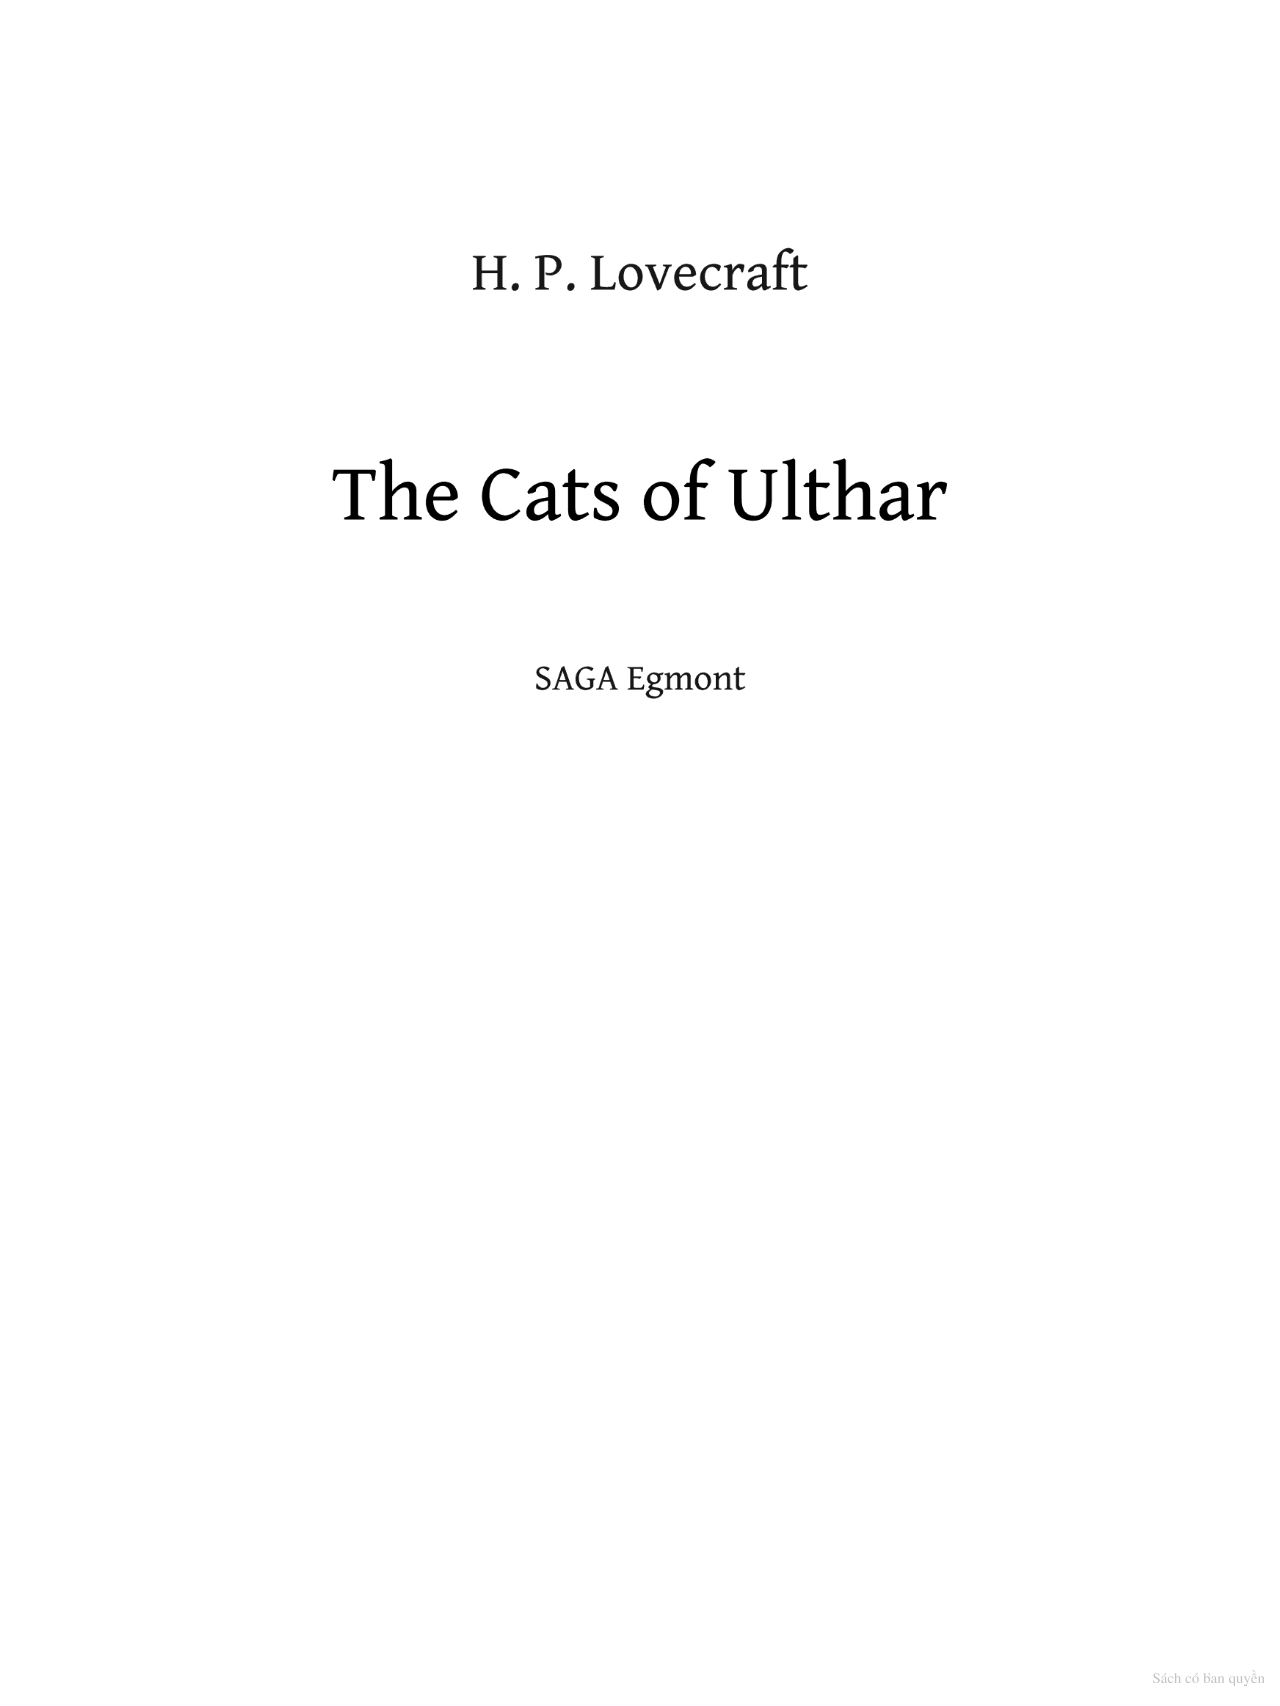 H. P. Lovecraft
The Cats of Ulthar
SAGA Egmont
Sách có bản quyền